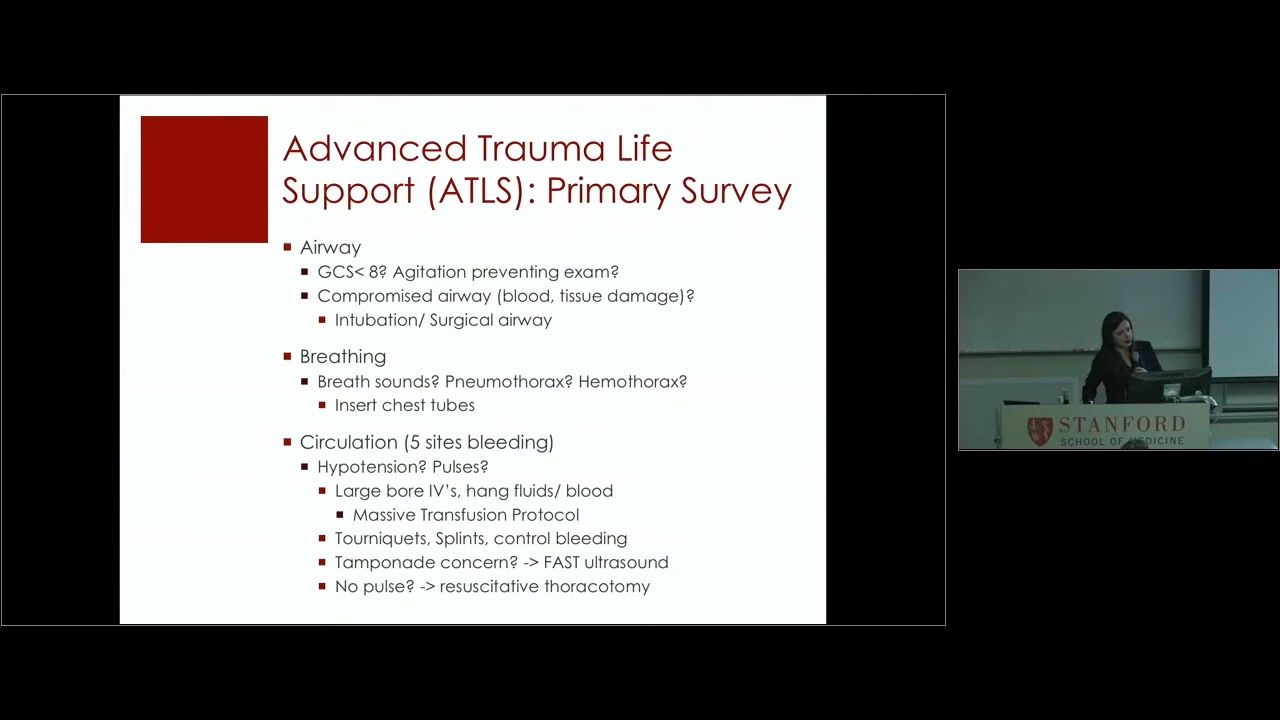 Advanced Trauma Life
Support (ATLS): Primary Survey
Airway
GCS< 8? Agitation preventing exam?
Compromised airway (blood, tissue damage)?
Intubation/ Surgical airway
Breathing
Breath sounds? Pneumothorax? Hemothorax?
Insert chest tubes
Circulation (5 sites bleeding)
Hypotension? Pulses?
Large bore IV's, hang fluids/ blood
Massive Transfusion Protocol
Tourniquets, Splints, control bleeding
Tamponade concern? -> FAST ultrasound
No pulse? -> resuscitative thoracotomy
STANFORD
SCHOOL OF MEDICINE